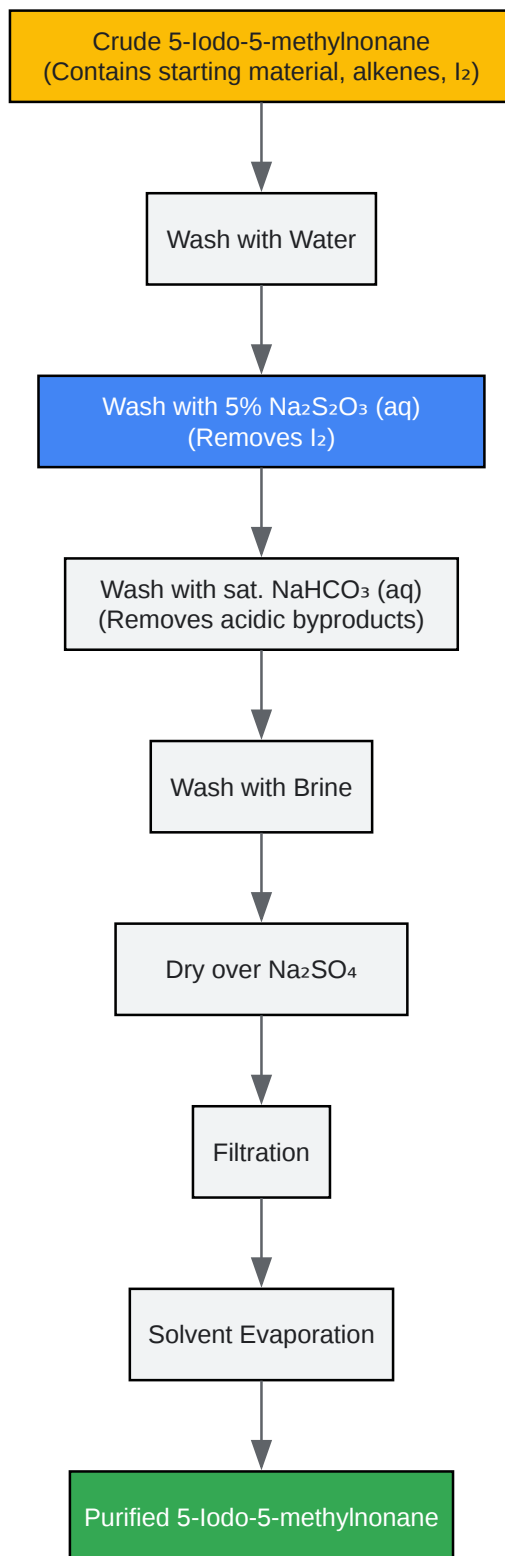 Crude 5-Iodo-5-methylnonane
(Contains starting material, alkenes, I₂)
Wash with Water
Wash with 5% Na₂S₂O₃ (aq)
(Removes I₂)
Wash with sat. NaHCO₃ (aq)
(Removes acidic byproducts)
Wash with Brine
Dry over Na₂SO₄
Filtration
Solvent Evaporation
Purified 5-Iodo-5-methylnonane